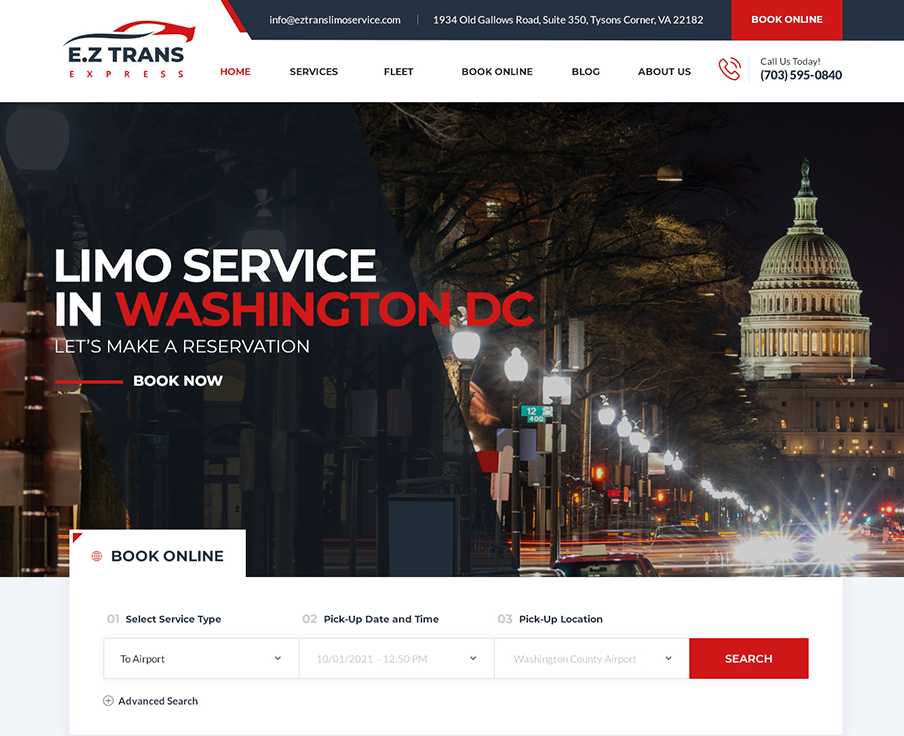 info@eztranslimoservice.com | 1934 Old Gallows Road, Suite 350, Tysons Corner, VA 22182
BOOK ONLINE
E.Z TRANS
EXPRESS
HOME SERVICES FLEET BOOK ONLINE BLOG ABOUT US
Call Us Today!
(703) 595-0840
LIMO SERVICE
IN WASHINGTON DC
LET'S MAKE A RESERVATION
BOOK NOW
12
400
BOOK ONLINE
01 Select Service Type 02 Pick-Up Date and Time 03 Pick-Up Location
To Airport 10/01/2021 - 12:50 PM Washington County Airport SEARCH
Advanced Search